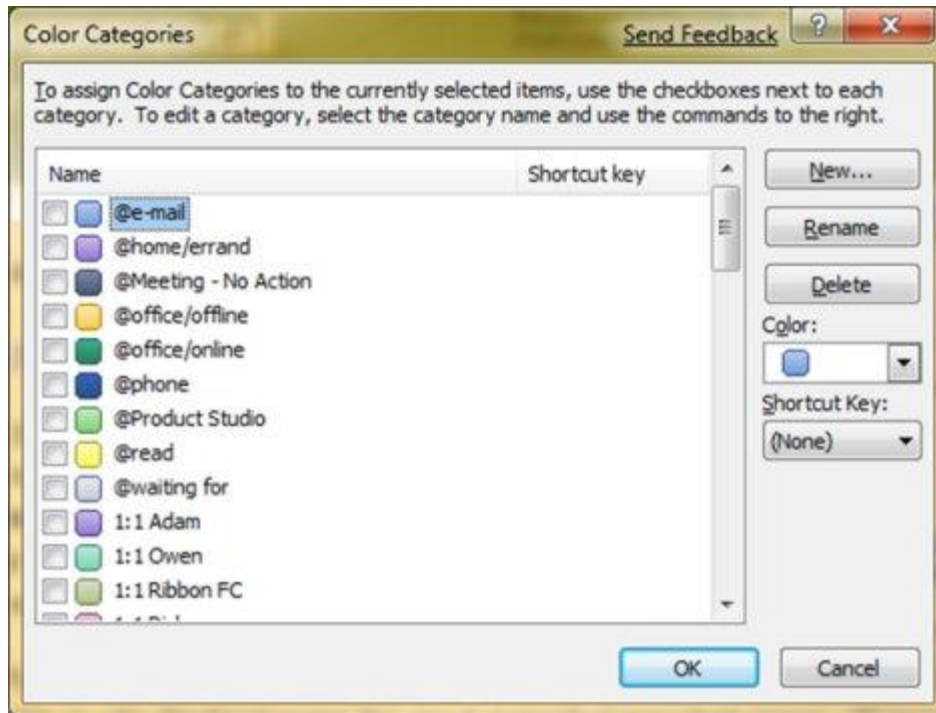 Color Categories
Send Feedback
To assign Color Categories to the currently selected items, use the checkboxes next to each
category. To edit a category, select the category name and use the commands to the right.
Name Shortcut key
@e-mail
@home/errand
@Meeting - No Action
@office/offline
@office/online
@phone
@Product Studio
@read
@waiting for
1:1 Adam
1:1 Owen
1:1 Ribbon FC
New...
Rename
Delete
Color:
Shortcut Key:
(None)
OK Cancel